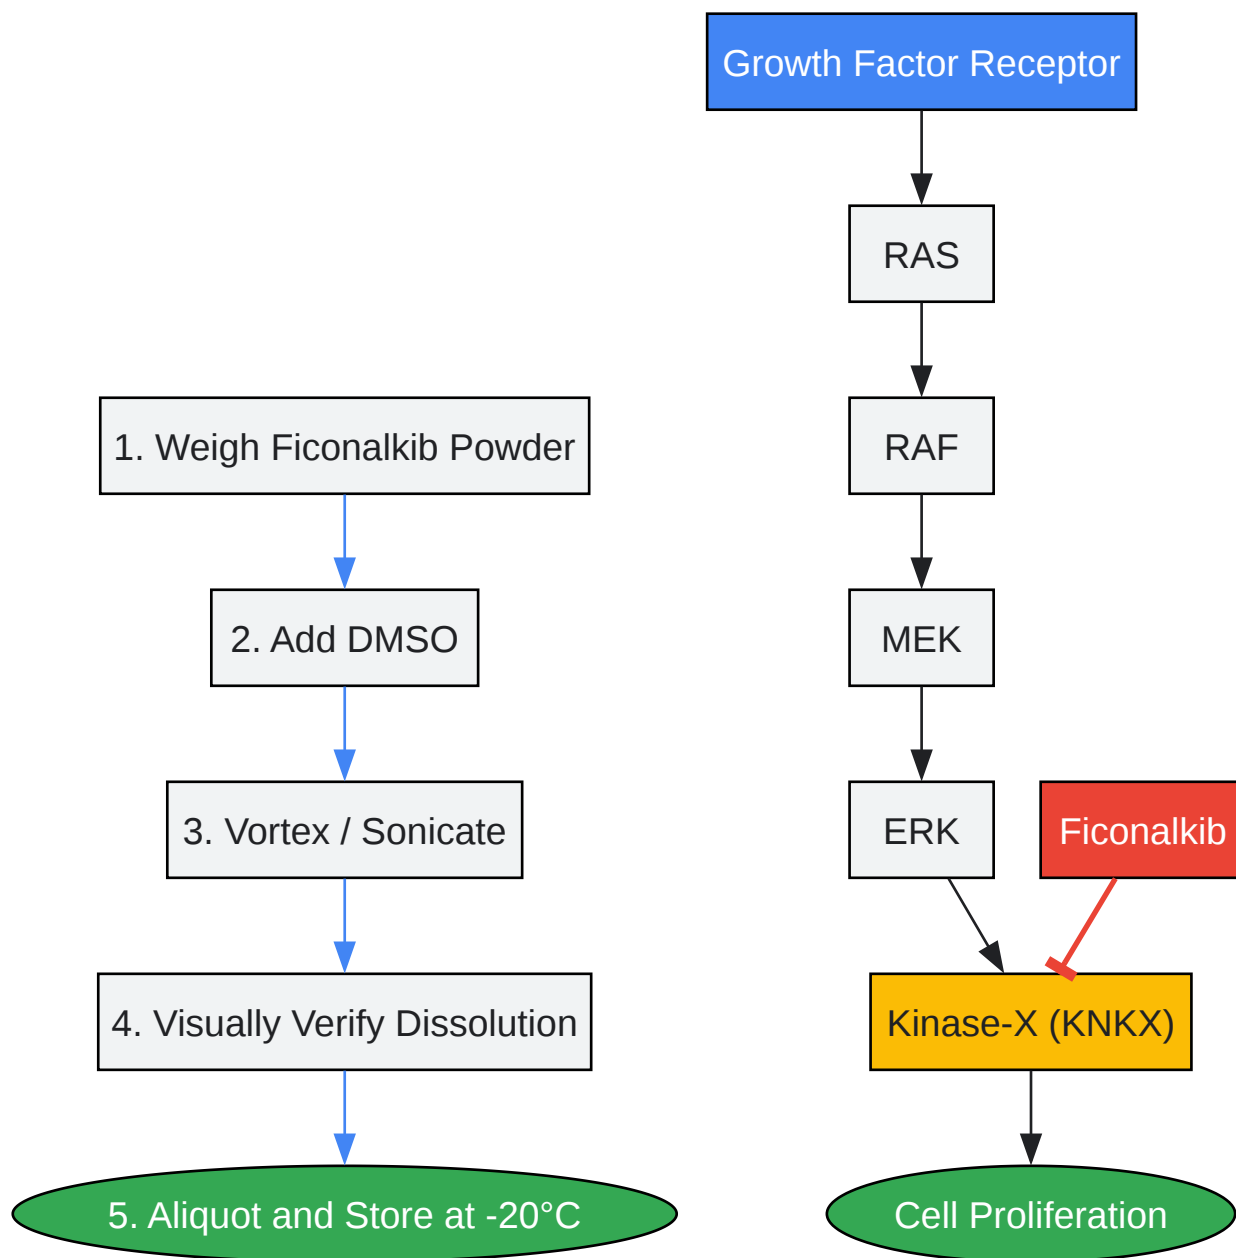 1. Weigh Ficonalkib Powder
2. Add DMSO
3. Vortex / Sonicate
4. Visually Verify Dissolution
5. Aliquot and Store at -20°C
Growth Factor Receptor
RAS
RAF
MEK
ERK
Ficonalkib
Kinase-X (KNKX)
Cell Proliferation